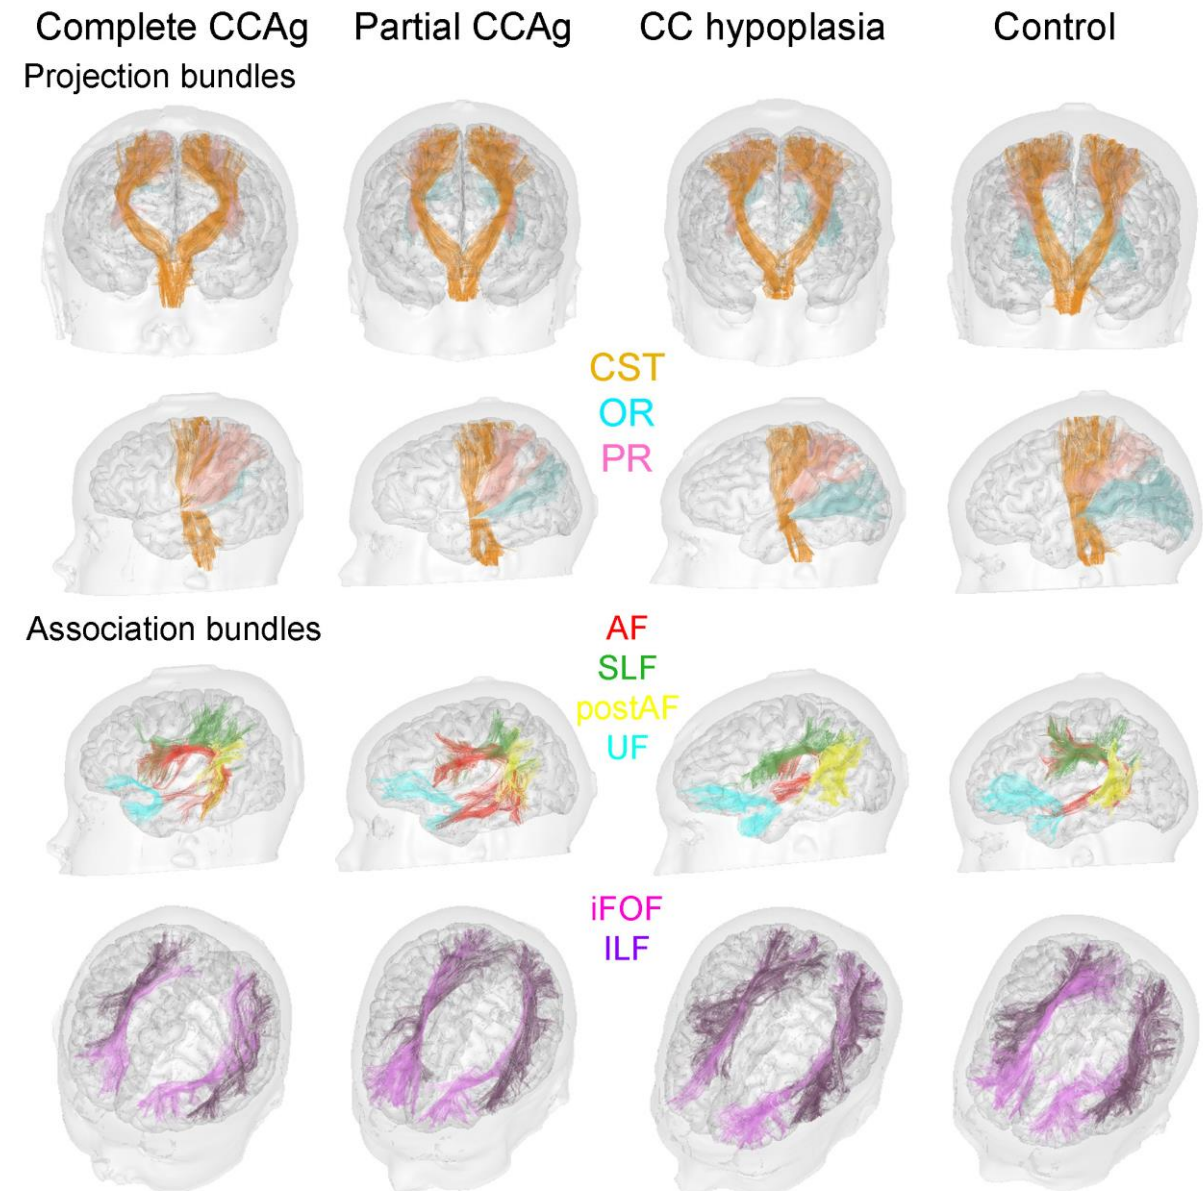 Complete CCAg Partial CCAg CC hypoplasia Control
Projection bundles
CST
OR
PR
Association bundles
AF
SLF
postAF
UF
iFOF
ILF